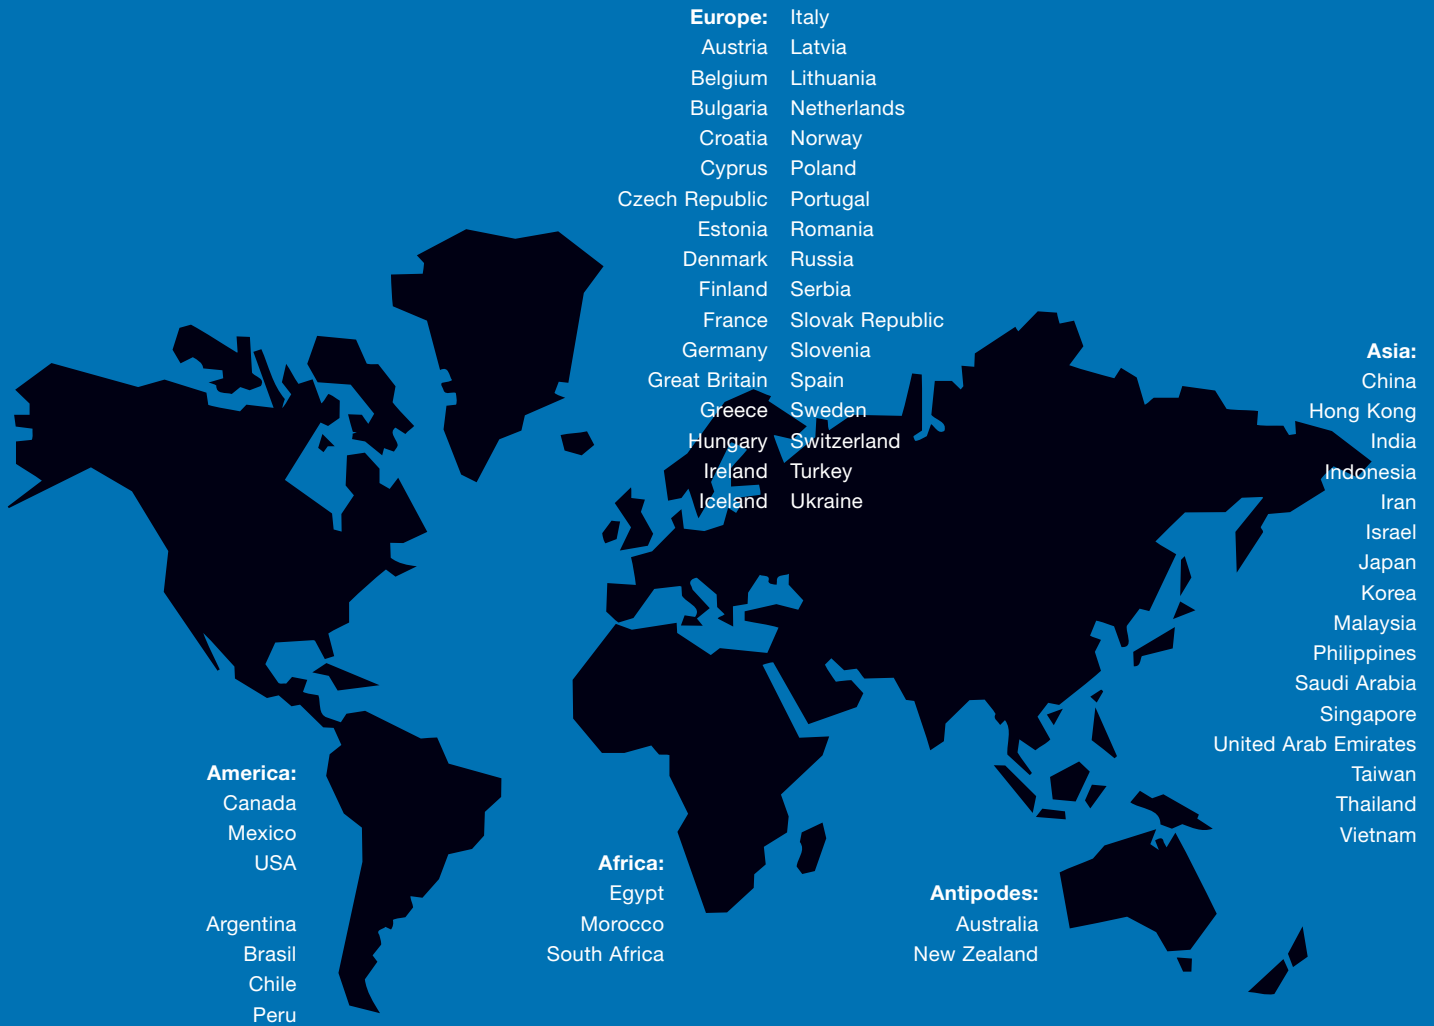 Europe:
Austria
Belgium
Bulgaria
Croatia
Cyprus
Czech Republic
Estonia
Denmark
Finland
France
Germany
Great Britain
Greece
Hungary
Ireland
Iceland
Italy
Latvia
Lithuania
Netherlands
Norway
Poland
Portugal
Romania
Russia
Serbia
Slovak Republic
Slovenia
Spain
Sweden
Switzerland
Turkey
Ukraine
Asia:
China
Hong Kong
India
Indonesia
Iran
Israel
Japan
Korea
Malaysia
Philippines
Saudi Arabia
Singapore
United Arab Emirates
Taiwan
Thailand
Vietnam
America:
Canada
Mexico
USA
Argentina
Brasil
Chile
Peru
Africa:
Egypt
Morocco
South Africa
Antipodes:
Australia
New Zealand